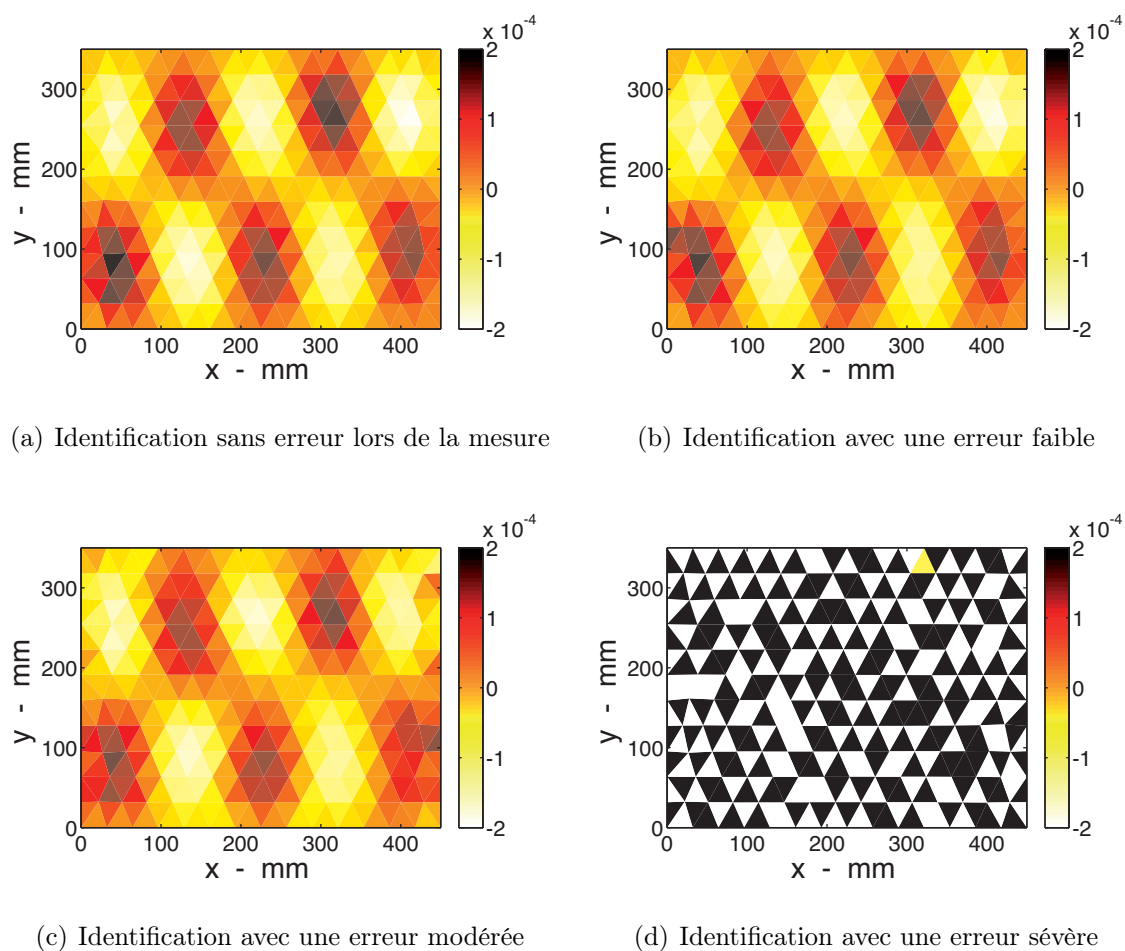 x 10-4
2
1
0
-1
-2
300
200
100
0
0 100 200 300 400
y - mm
x - mm
(a) Identification sans erreur lors de la mesure
x 10-4
2
1
0
-1
-2
300
200
100
0
0 100 200 300 400
y - mm
x - mm
(b) Identification avec une erreur faible
x 10-4
2
1
0
-1
-2
300
200
100
0
0 100 200 300 400
y - mm
x - mm
(c) Identification avec une erreur modérée
x 10-4
2
1
0
-1
-2
300
200
100
0
0 100 200 300 400
y - mm
x - mm
(d) Identification avec une erreur sévère